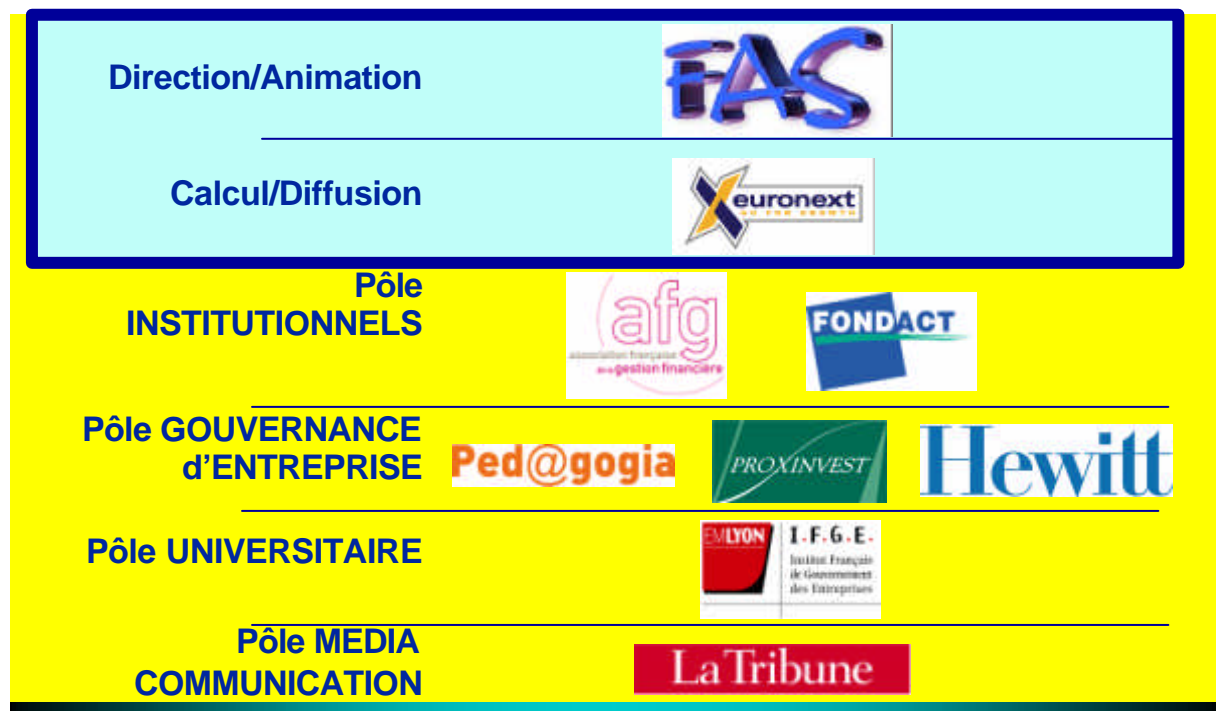 Direction/Animation
FAS
Calcul/Diffusion
euronext
Pôle
INSTITUTIONNELS
afg
association française
de la gestion financière
FONDACT
Pôle GOUVERNANCE
d’ENTREPRISE
Ped@gogia
PROXINVEST
Hewitt
Pôle UNIVERSITAIRE
EMLYON
I.F.G.E.
Institut Français
de Gouvernement
des Entreprises
Pôle MEDIA
COMMUNICATION
La Tribune